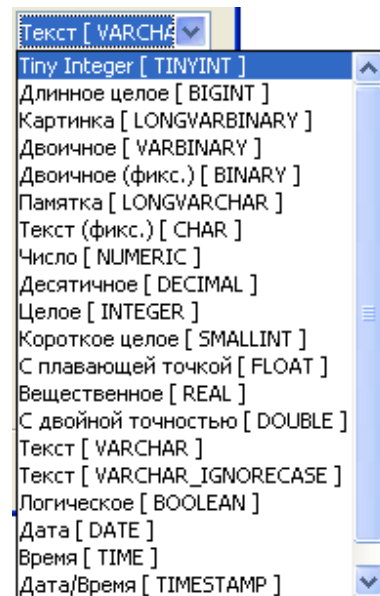 Текст [ VARCHA
Tiny Integer [ TINYINT ]
Длинное целое [ BIGINT ]
Картинка [ LONGVARBINARY ]
Двоичное [ VARBINARY ]
Двоичное (фикс.) [ BINARY ]
Памятка [ LONGVARCHAR ]
Текст (фикс.) [ CHAR ]
Число [ NUMERIC ]
Десятичное [ DECIMAL ]
Целое [ INTEGER ]
Короткое целое [ SMALLINT ]
С плавающей точкой [ FLOAT ]
Вещественное [ REAL ]
С двойной точностью [ DOUBLE ]
Текст [ VARCHAR ]
Текст [ VARCHAR_IGNORECASE ]
Логическое [ BOOLEAN ]
Дата [ DATE ]
Время [ TIME ]
Дата/Время [ TIMESTAMP ]